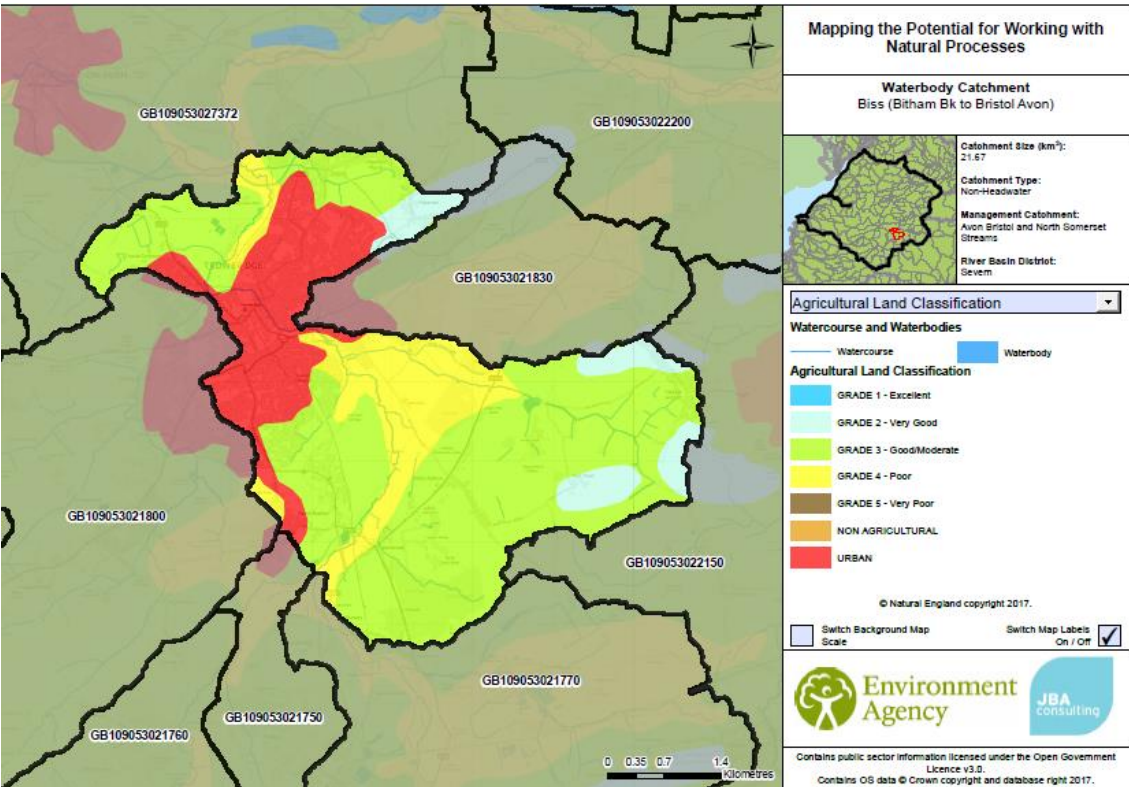 GB109053027372
GB109053022200
GB109053021830
GB109053021800
GB109053022150
GB109053021770
GB109053021750
GB109053021760
0 0.35 0.7 1.4
Kilometres
Mapping the Potential for Working with
Natural Processes
Waterbody Catchment
Biss (Bitham Bk to Bristol Avon)
Catchment Size (km²):
21.67
Catchment Type:
Non-Headwater
Management Catchment:
Avon Bristol and North Somerset
Streams
River Basin District:
Severn
Agricultural Land Classification
Watercourse and Waterbodies
Watercourse Waterbody
Agricultural Land Classification
GRADE 1 - Excellent
GRADE 2 - Very Good
GRADE 3 - Good/Moderate
GRADE 4 - Poor
GRADE 5 - Very Poor
NON AGRICULTURAL
URBAN
© Natural England copyright 2017.
Switch Background Map
Scale
Switch Map Labels
On / Off
Environment
Agency
JBA
consulting
Contains public sector information licensed under the Open Government
Licence v3.0.
Contains OS data © Crown copyright and database right 2017.